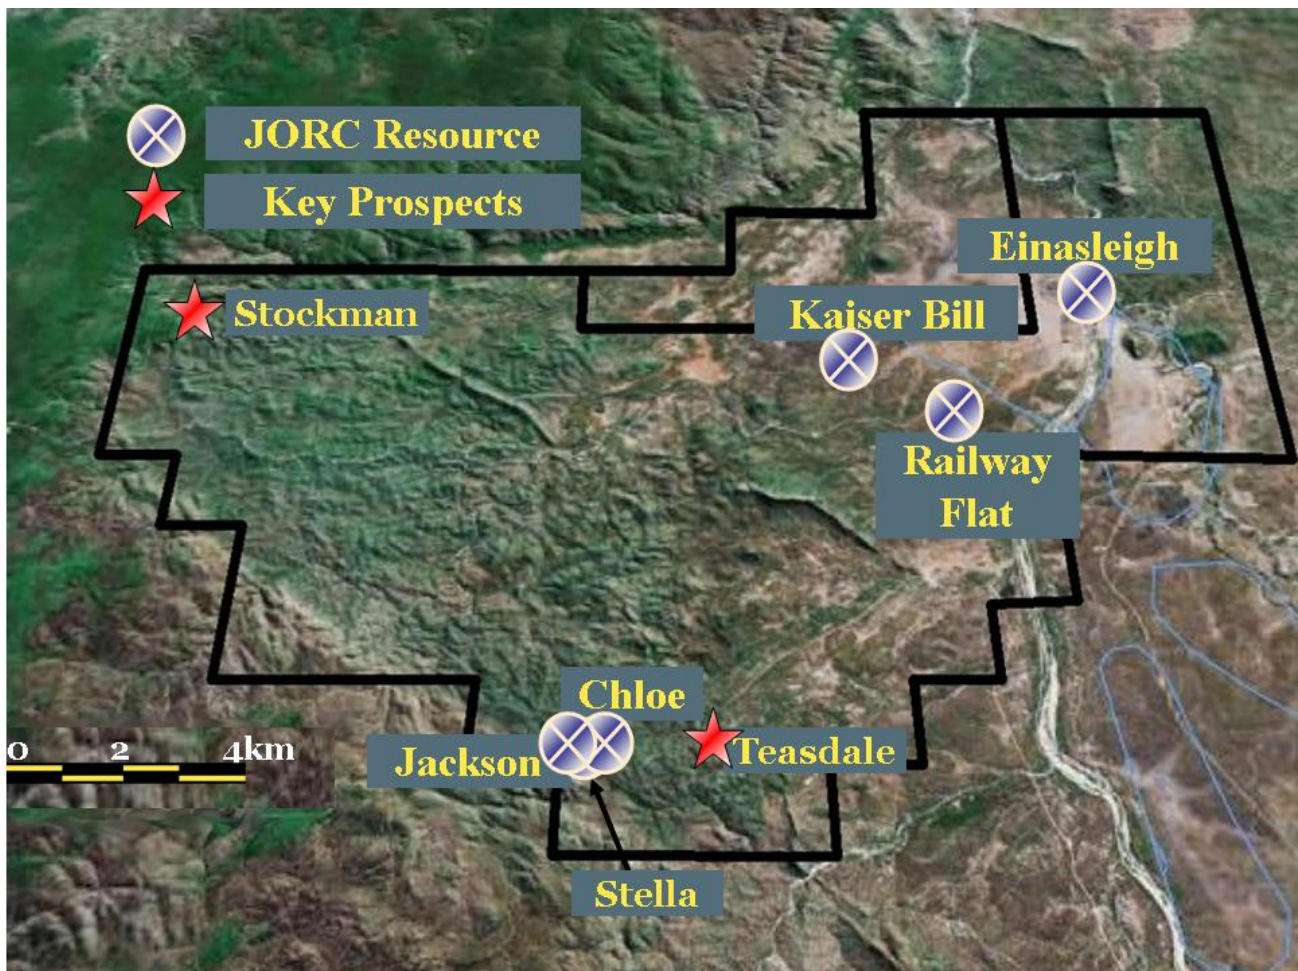 JORC Resource
Key Prospects
Einasleigh
Stockman
Kaiser Bill
Railway
Flat
Chloe
0 2 4km
Jackson
Teasdale
Stella